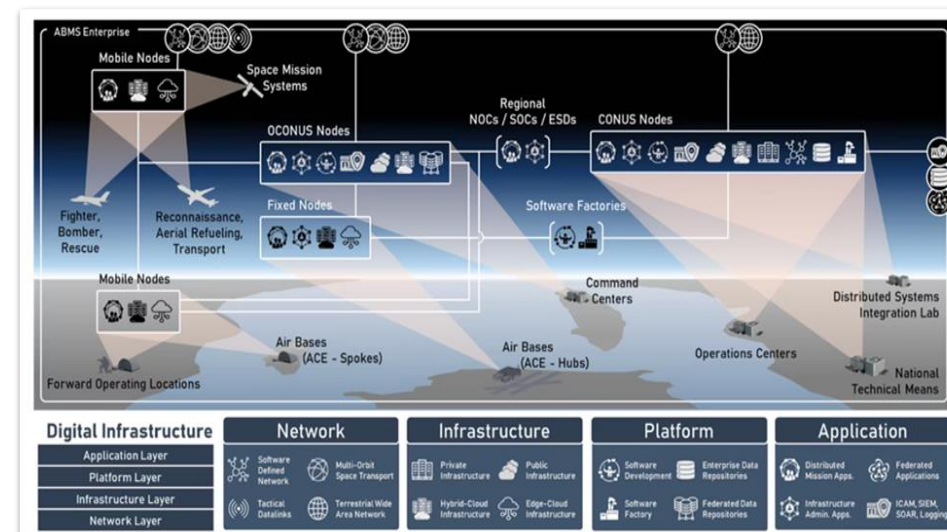 ABMS Enterprise
Mobile Nodes
Space Mission
Systems
OCONUS Nodes
Regional
NOCs / SOCs / ESDs
CONUS Nodes
Fighter,
Bomber,
Rescue
Reconnaissance,
Aerial Refueling,
Transport
Fixed Nodes
Software Factories
Mobile Nodes
Command
Centers
Distributed Systems
Integration Lab
Air Bases
(ACE - Spokes)
Air Bases
(ACE - Hubs)
Operations Centers
Forward Operating Locations
National
Technical Means
Digital Infrastructure
Application Layer
Platform Layer
Infrastructure Layer
Network Layer
Network
Software
Defined
Network
Multi-Orbit
Space Transport
Tactical
Datalinks
Terrestrial Wide
Area Network
Infrastructure
Private
Infrastructure
Public
Infrastructure
Hybrid-Cloud
Infrastructure
Edge-Cloud
Infrastructure
Platform
Software
Development
Enterprise Data
Repositories
Software
Factory
Federated Data
Repositories
Application
Distributed
Mission Apps.
Federated
Applications
Infrastructure
Admin. Apps.
ICAM, SIEM,
SOAR, Logging